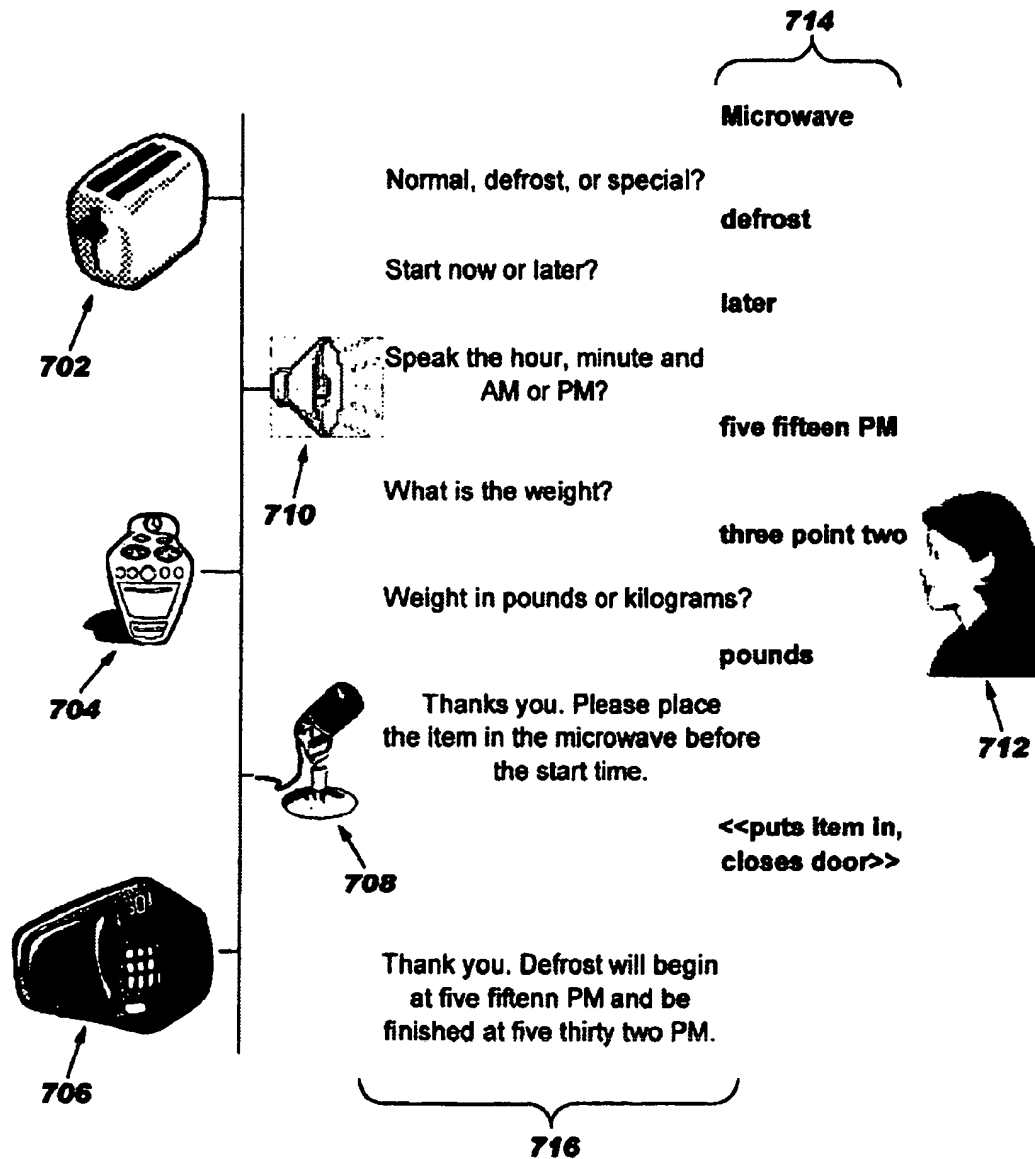 714
Microwave
Normal, defrost, or special?
defrost
Start now or later?
later
702
Speak the hour, minute and
AM or PM?
five fifteen PM
710
What is the weight?
three point two
Weight in pounds or kilograms?
pounds
704
712
Thanks you. Please place
the item in the microwave before
the start time.
<<puts item in,
closes door>>
708
Thank you. Defrost will begin
at five fiftenn PM and be
finished at five thirty two PM.
706
716